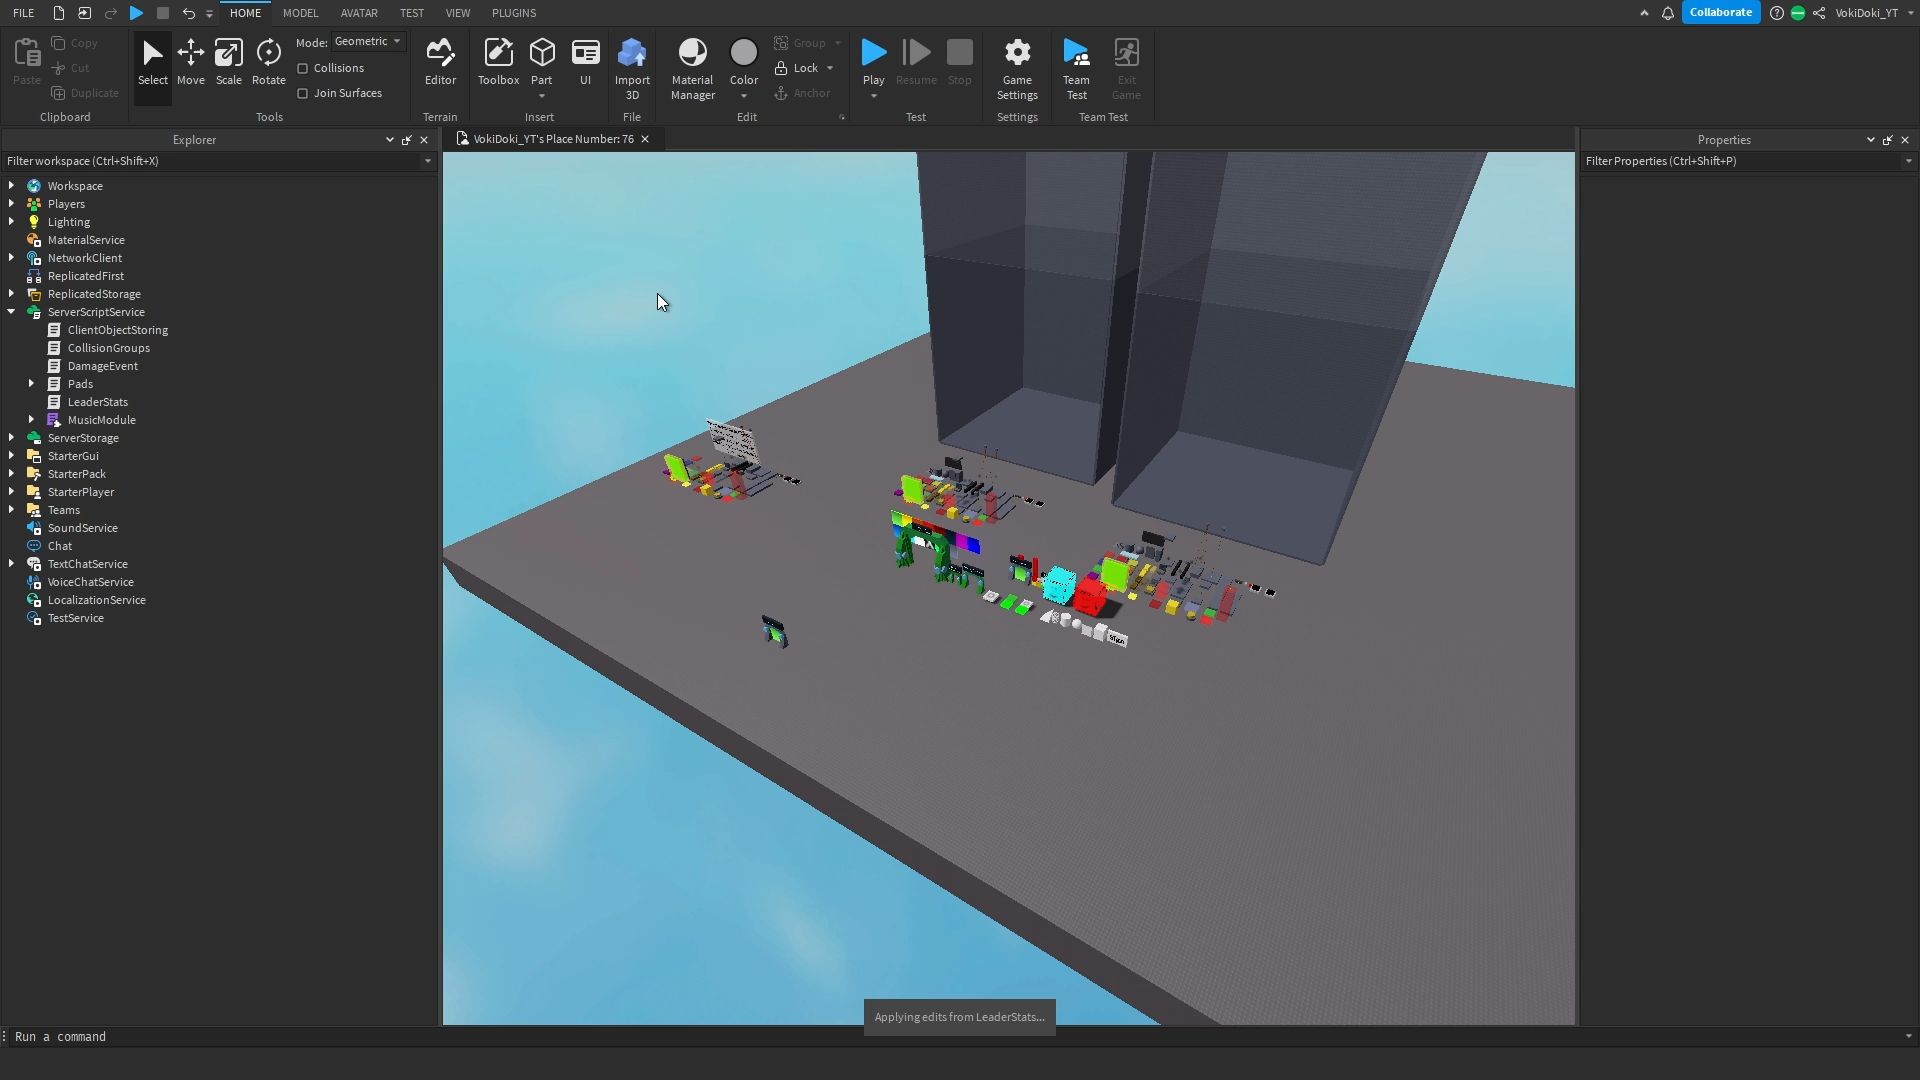 FILE
HOME
MODEL
AVATAR
TEST
VIEW
PLUGINS
Collaborate
VokiDoki_YT
Paste
Copy
Cut
Duplicate
Clipboard
Select
Move
Scale
Rotate
Mode: Geometric
Collisions
Join Surfaces
Tools
Editor
Terrain
Toolbox
Part
UI
Insert
Import
3D
File
Material
Manager
Color
Group
Lock
Anchor
Edit
Play
Resume
Stop
Test
Game
Settings
Settings
Team
Test
Exit
Game
Team Test
Explorer
Filter workspace (Ctrl+Shift+X)
Workspace
Players
Lighting
MaterialService
NetworkClient
ReplicatedFirst
ReplicatedStorage
ServerScriptService
ClientObjectStoring
CollisionGroups
DamageEvent
Pads
LeaderStats
MusicModule
ServerStorage
StarterGui
StarterPack
StarterPlayer
Teams
SoundService
Chat
TextChatService
VoiceChatService
LocalizationService
TestService
VokiDoki_YT's Place Number: 76
Applying edits from LeaderStats...
Properties
Filter Properties (Ctrl+Shift+P)
Run a command